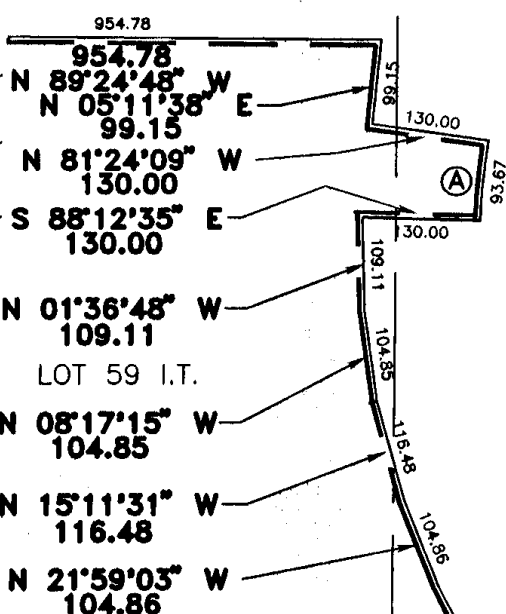 954.78
954.78
N 89°24'48" W
N 05°11'38" E
99.15
99.15
130.00
N 81°24'09" W
130.00
A
93.67
S 88°12'35" E
130.00
130.00
109.11
N 01°36'48" W
109.11
104.85
LOT 59 I.T.
N 08°17'15" W
104.85
116.48
N 15°11'31" W
116.48
104.86
N 21°59'03" W
104.86